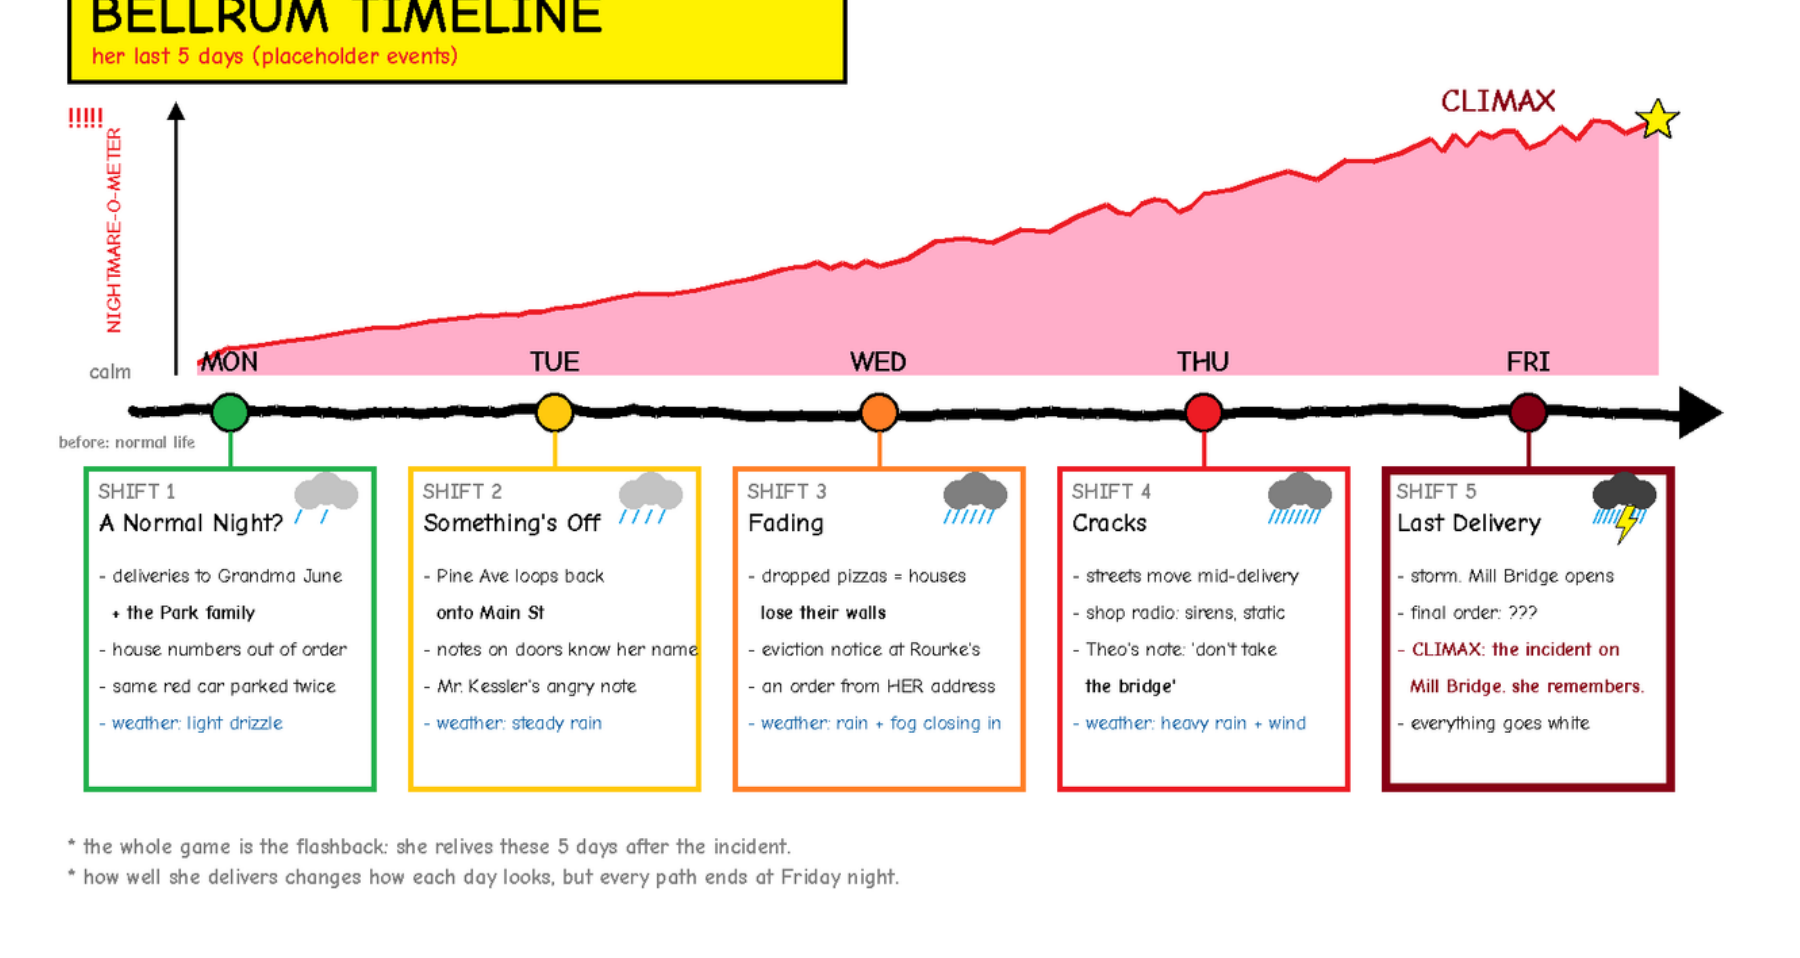 BELLRUM TIMELINE
her last 5 days (placeholder events)
!!!!!
NIGHTMARE-O-METER
calm
CLIMAX
MON
TUE
WED
THU
FRI
before: normal life
SHIFT 1
A Normal Night?
- deliveries to Grandma June
+ the Park family
- house numbers out of order
- same red car parked twice
- weather: light drizzle
SHIFT 2
Something's Off
- Pine Ave loops back
onto Main St
- notes on doors know her name
- Mr. Kessler's angry note
- weather: steady rain
SHIFT 3
Fading
- dropped pizzas = houses
lose their walls
- eviction notice at Rourke's
- an order from HER address
- weather: rain + fog closing in
SHIFT 4
Cracks
- streets move mid-delivery
- shop radio: sirens, static
- Theo's note: 'don't take
the bridge'
- weather: heavy rain + wind
SHIFT 5
Last Delivery
- storm. Mill Bridge opens
- final order: ???
- CLIMAX: the incident on
Mill Bridge. she remembers.
- everything goes white
* the whole game is the flashback: she relives these 5 days after the incident.
* how well she delivers changes how each day looks, but every path ends at Friday night.